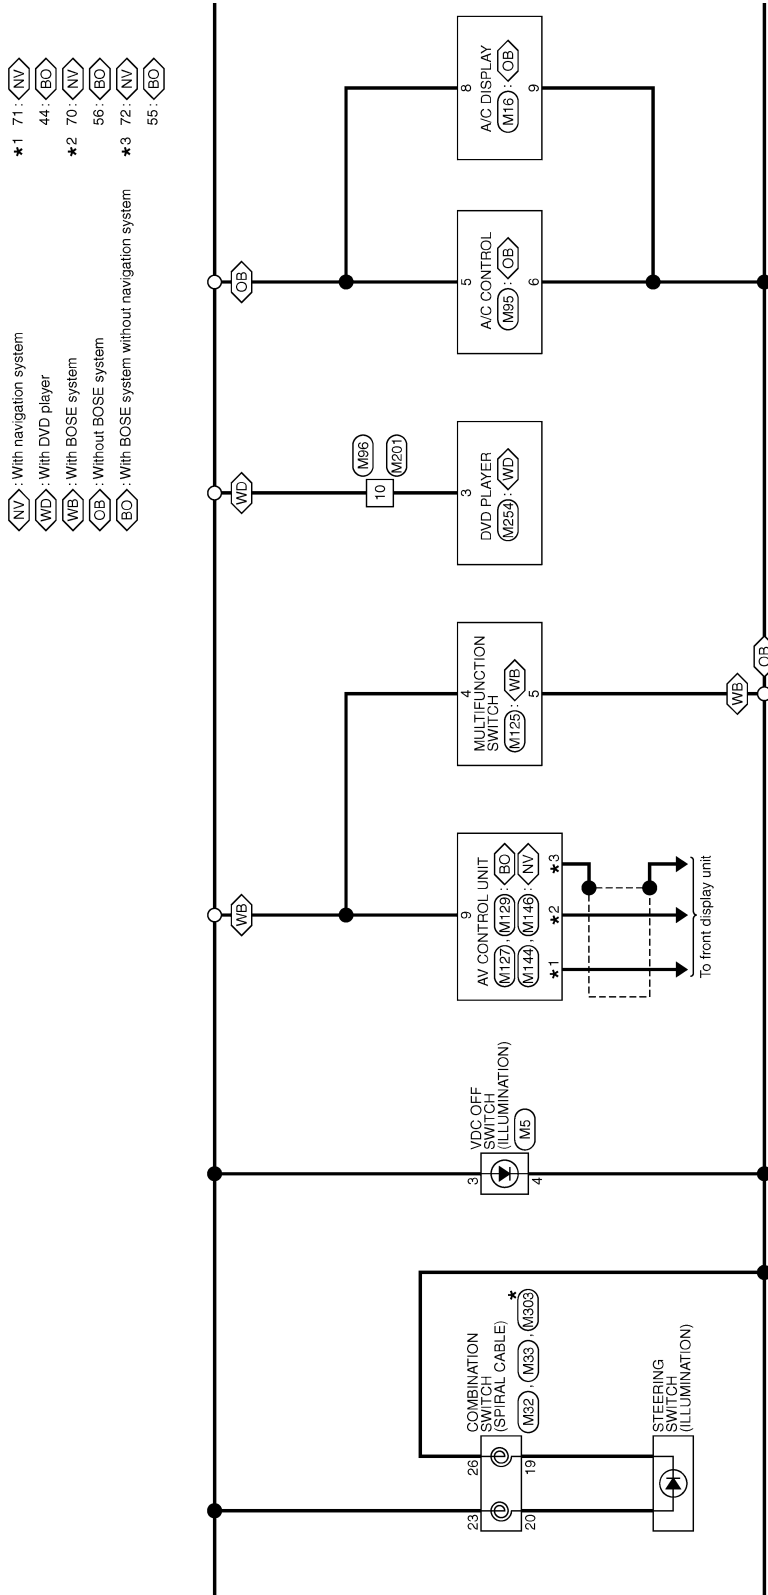 NV : With navigation system
WD : With DVD player
WB : With BOSE system
OB : Without BOSE system
BO : With BOSE system without navigation system
*1 71 : NV
44 : BO
*2 70 : NV
56 : BO
*3 72 : NV
55 : BO
23
26
COMBINATION
SWITCH
(SPIRAL CABLE)
M32 , M33 , M303 *
20
19
STEERING
SWITCH
(ILLUMINATION)
3
VDC OFF
SWITCH
(ILLUMINATION)
M5
4
WB
9
AV CONTROL UNIT
M127 , M129 : BO
M144 , M146 : NV
*1
*2
*3
To front display unit
4
MULTIFUNCTION
SWITCH
M125 : WB
5
WB
OB
WD
10
M96
M201
3
DVD PLAYER
M254 : WD
OB
5
A/C CONTROL
M95 : OB
6
8
A/C DISPLAY
M16 : OB
9